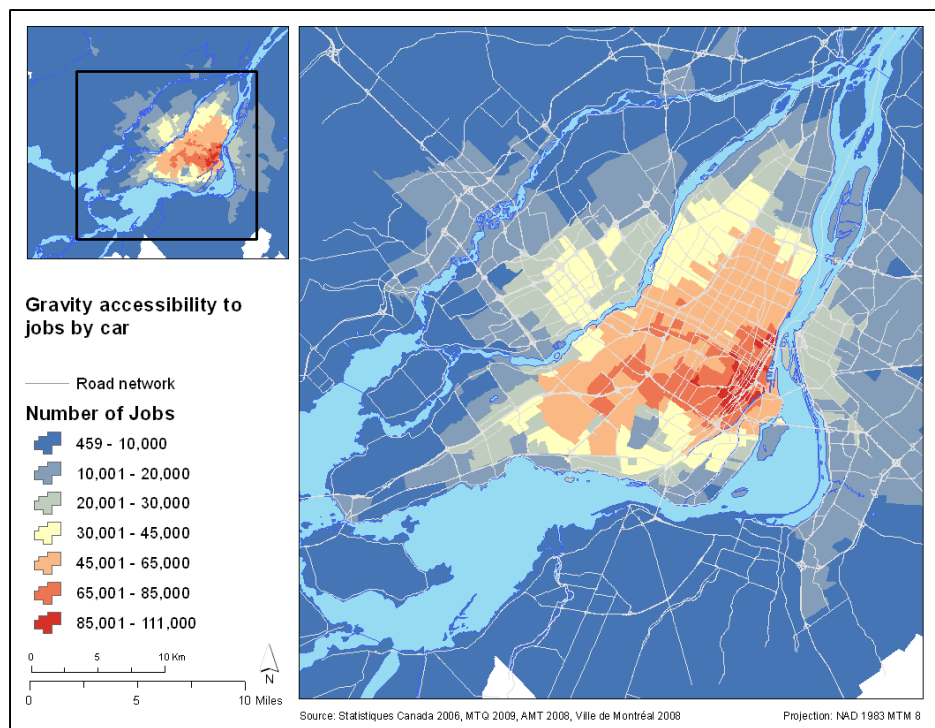 Gravity accessibility to
jobs by car
Road network
Number of Jobs
459 - 10,000
10,001 - 20,000
20,001 - 30,000
30,001 - 45,000
45,001 - 65,000
65,001 - 85,000
85,001 - 111,000
0 5 10 Km
0 5 10 Miles
N
Source: Statistiques Canada 2006, MTQ 2009, AMT 2008, Ville de Montréal 2008
Projection: NAD 1983 MTM 8